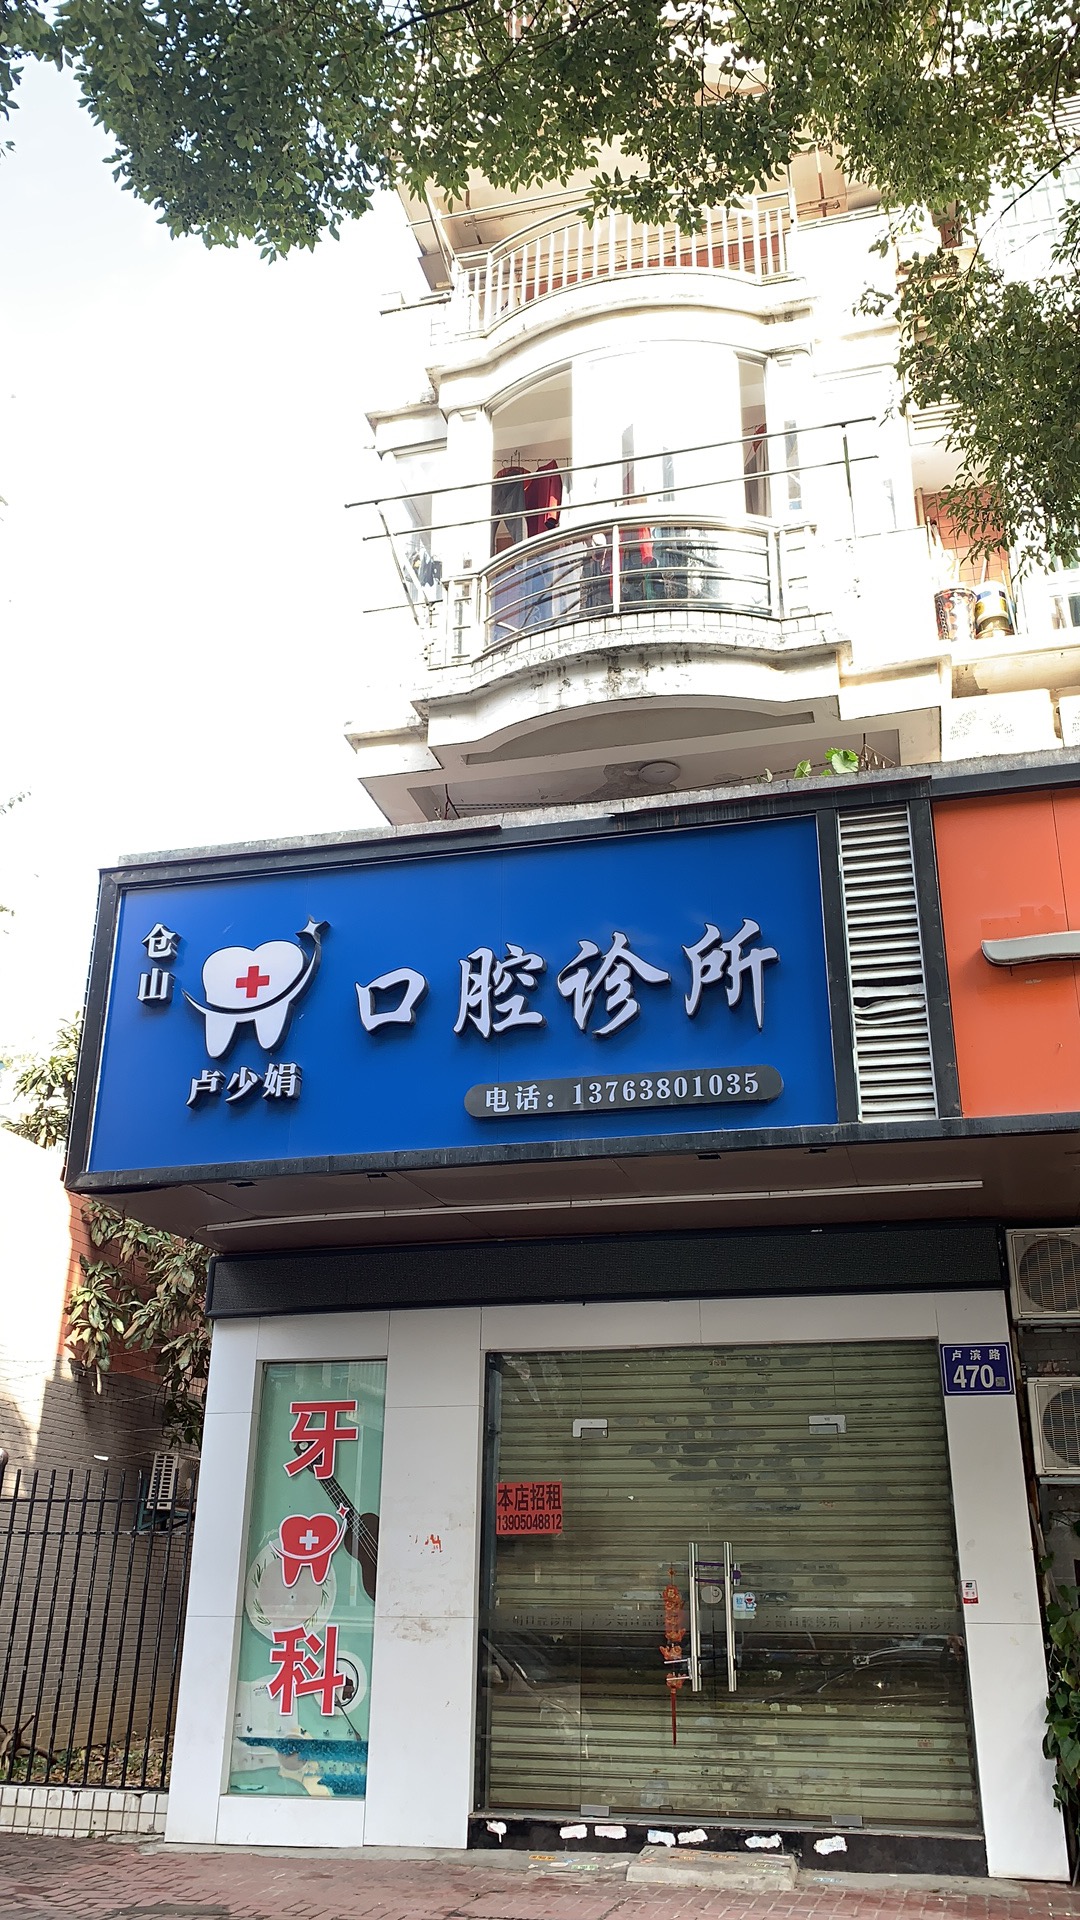 仓山
卢少娟
口腔诊所
电话：13763801035
卢滨路
470
牙科
本店招租
13905048812